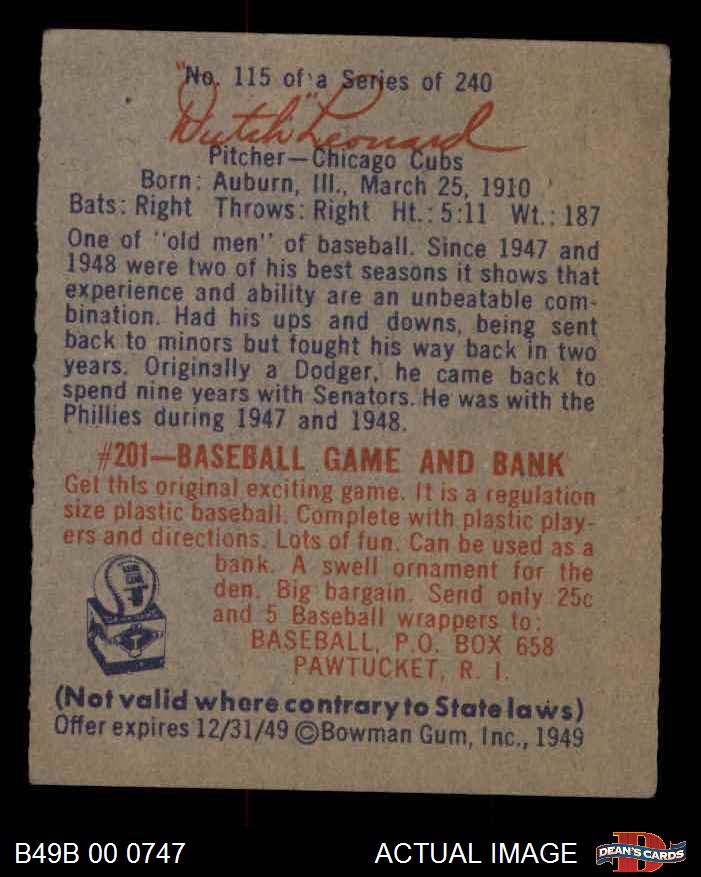 No. 115 of a Series of 240
"Dutch" Leonard
Pitcher—Chicago Cubs
Born: Auburn, Ill., March 25, 1910
Bats: Right Throws: Right Ht.: 5:11 Wt.: 187
One of "old men" of baseball. Since 1947 and
1948 were two of his best seasons it shows that
experience and ability are an unbeatable com-
bination. Had his ups and downs, being sent
back to minors but fought his way back in two
years. Originally a Dodger, he came back to
spend nine years with Senators. He was with the
Phillies during 1947 and 1948.
#201—BASEBALL GAME AND BANK
Get this original exciting game. It is a regulation
size plastic baseball. Complete with plastic play-
ers and directions. Lots of fun. Can be used as a
bank. A swell ornament for the
den. Big bargain. Send only 25c
and 5 Baseball wrappers to:
BASEBALL, P.O. BOX 658
PAWTUCKET, R. I.
(Not valid where contrary to State laws)
Offer expires 12/31/49 ©Bowman Gum, Inc., 1949
B49B 00 0747
ACTUAL IMAGE
DEAN'S CARDS